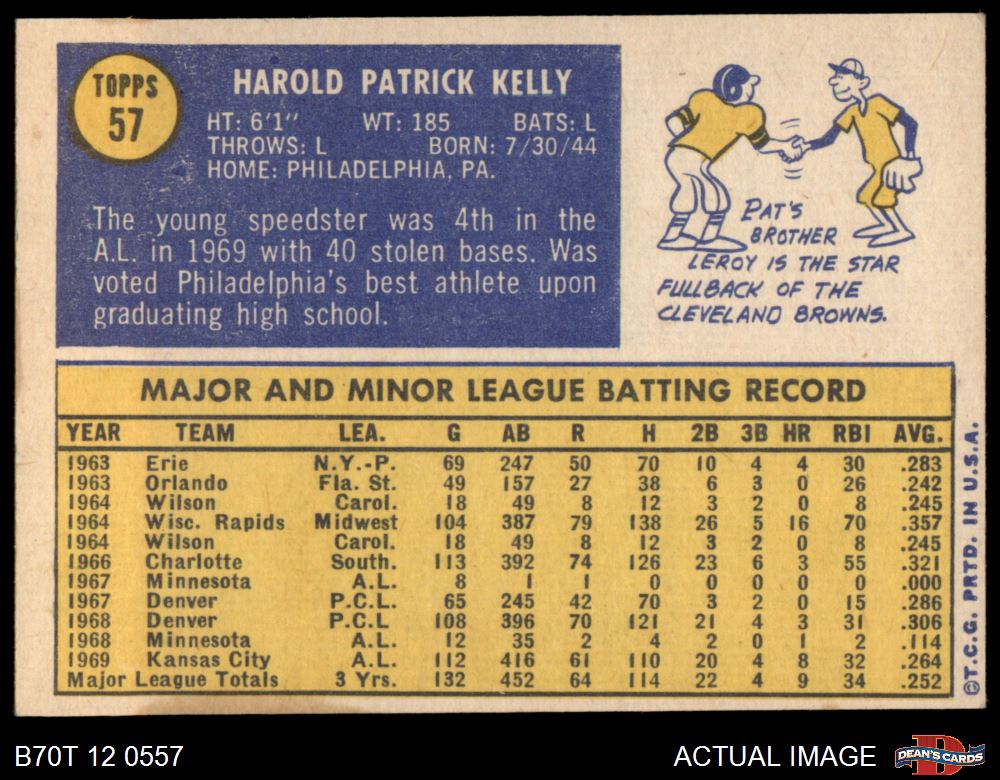 TOPPS
57
HAROLD PATRICK KELLY
HT: 6'1" WT: 185 BATS: L
THROWS: L BORN: 7/30/44
HOME: PHILADELPHIA, PA.
The young speedster was 4th in the
A.L. in 1969 with 40 stolen bases. Was
voted Philadelphia's best athlete upon
graduating high school.
PAT'S
BROTHER
LEROY IS THE STAR
FULLBACK OF THE
CLEVELAND BROWNS.
MAJOR AND MINOR LEAGUE BATTING RECORD
YEAR TEAM LEA. G AB R H 2B 3B HR RBI AVG.
1963 Erie N.Y.-P. 69 247 50 70 10 4 4 30 .283
1963 Orlando Fla. St. 49 157 27 38 6 3 0 26 .242
1964 Wilson Carol. 18 49 8 12 3 2 0 8 .245
1964 Wisc. Rapids Midwest 104 387 79 138 26 5 16 70 .357
1964 Wilson Carol. 18 49 8 12 3 2 0 8 .245
1966 Charlotte South. 113 392 74 126 23 6 3 55 .321
1967 Minnesota A.L. 8 1 1 0 0 0 0 0 .000
1967 Denver P.C.L. 65 245 42 70 3 2 0 15 .286
1968 Denver P.C.L 108 396 70 121 21 4 3 31 .306
1968 Minnesota A.L. 12 35 2 4 2 0 1 2 .114
1969 Kansas City A.L. 112 416 61 110 20 4 8 32 .264
Major League Totals 3 Yrs. 132 452 64 114 22 4 9 34 .252
©T.C.G. PRTD. IN U.S.A.
B70T 12 0557
ACTUAL IMAGE
DEAN'S CARDS